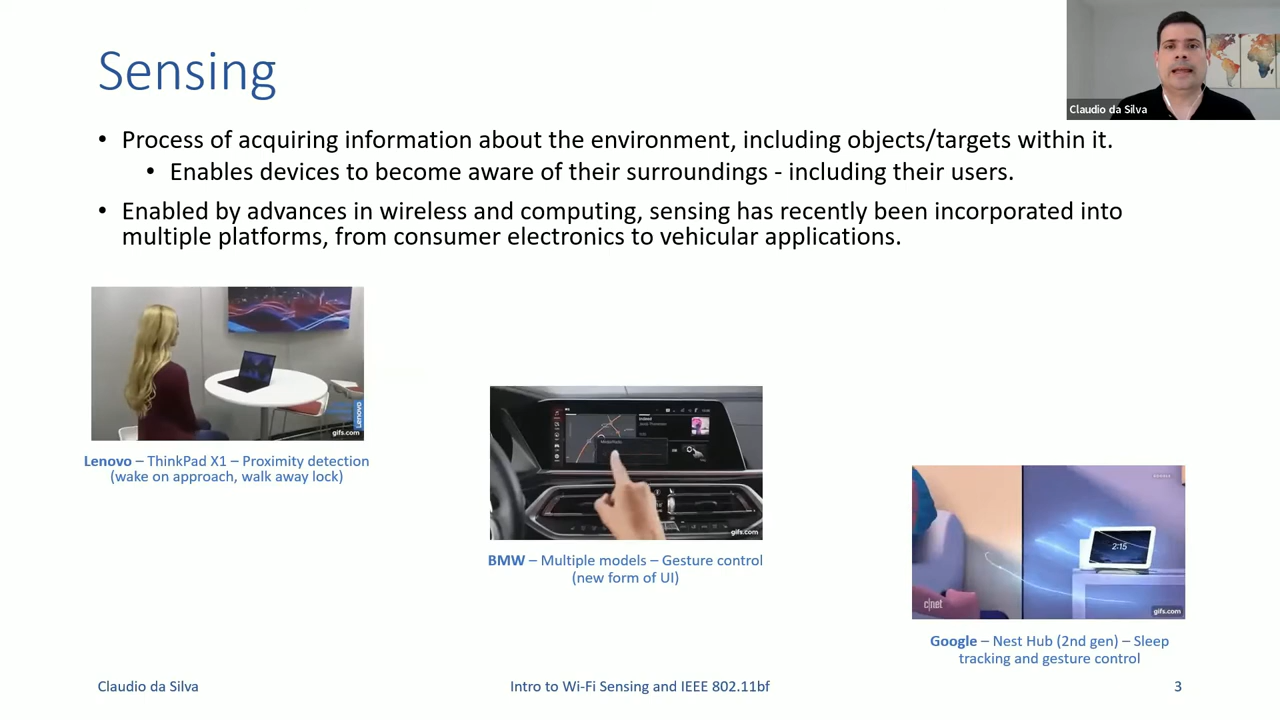 Sensing
Claudio da Silva
• Process of acquiring information about the environment, including objects/targets within it.
• Enables devices to become aware of their surroundings - including their users.
• Enabled by advances in wireless and computing, sensing has recently been incorporated into
multiple platforms, from consumer electronics to vehicular applications.
LENOVO
gifs.com
Lenovo – ThinkPad X1 – Proximity detection
(wake on approach, walk away lock)
gifs.com
BMW – Multiple models – Gesture control
(new form of UI)
2:15
c|net
gifs.com
Google – Nest Hub (2nd gen) – Sleep
tracking and gesture control
Claudio da Silva
Intro to Wi-Fi Sensing and IEEE 802.11bf
3